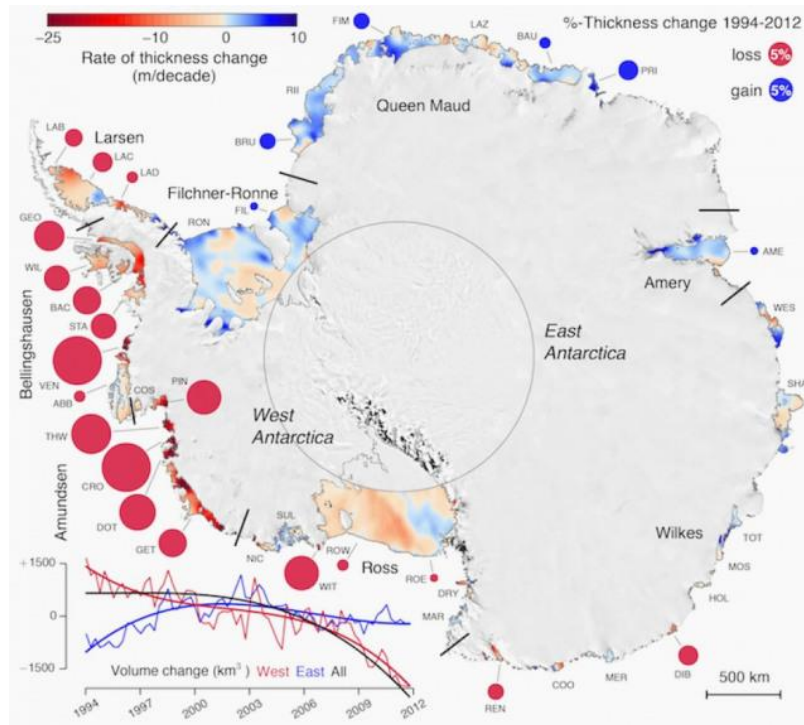 −25 −10 0 10
Rate of thickness change
(m/decade)
%-Thickness change 1994-2012
loss 5%
gain 5%
FIM
LAZ
BAU
PRI
RII
Queen Maud
BRU
LAB
Larsen
LAC
LAD
Filchner-Ronne
FIL
RON
GEO
WIL
BAC
STA
Bellingshausen
VEN
ABB
COS
PIN
THW
CRO
DOT
GET
Amundsen
West
Antarctica
East
Antarctica
AME
Amery
WES
SHA
Wilkes
TOT
MOS
HOL
DIB
MER
COO
REN
MAR
DRY
ROE
Ross
ROW
WIT
SUL
NIC
500 km
+1500
0
−1500
Volume change (km³) West East All
1994 1997 2000 2003 2006 2009 2012